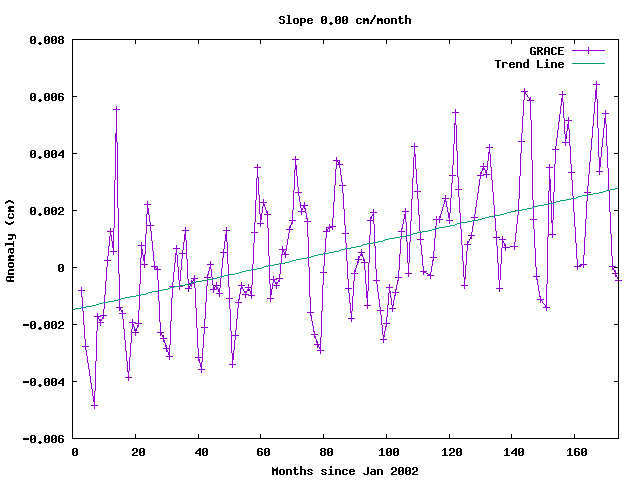 Slope 0.00 cm/month
GRACE
Trend Line
0.008
0.006
0.004
0.002
0
-0.002
-0.004
-0.006
Anomaly (cm)
0 20 40 60 80 100 120 140 160
Months since Jan 2002